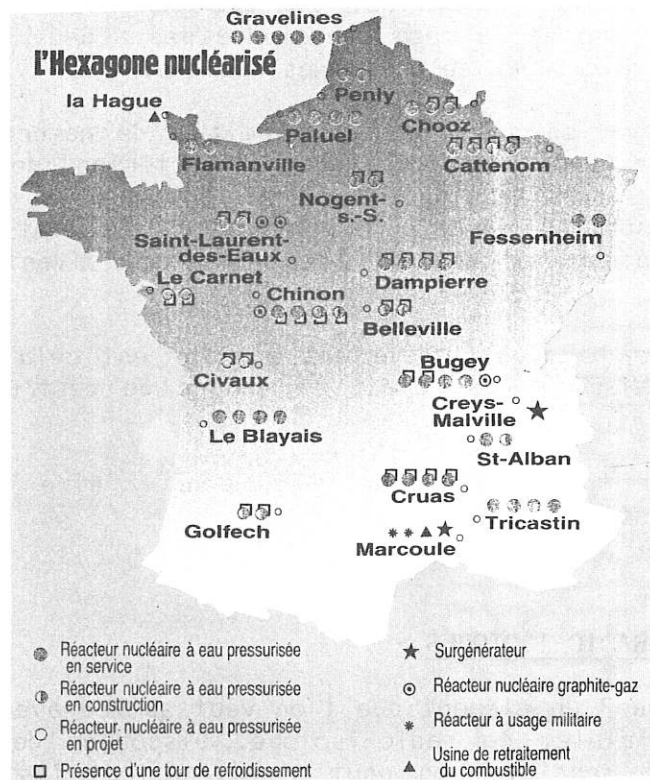 Gravelines
L'Hexagone nucléarisé
Penly
la Hague
Paluel
Chooz
Flamanville
Cattenom
Nogent-
s.-S.
Saint-Laurent-
des-Eaux
Fessenheim
Le Carnet
Chinon
Dampierre
Belleville
Civaux
Bugey
Creys-
Malville
Le Blayais
St-Alban
Cruas
Golfech
Tricastin
Marcoule
Réacteur nucléaire à eau pressurisée
en service
Réacteur nucléaire à eau pressurisée
en construction
Réacteur nucléaire à eau pressurisée
en projet
Présence d'une tour de refroidissement
Surgénérateur
Réacteur nucléaire graphite-gaz
Réacteur à usage militaire
Usine de retraitement
du combustible